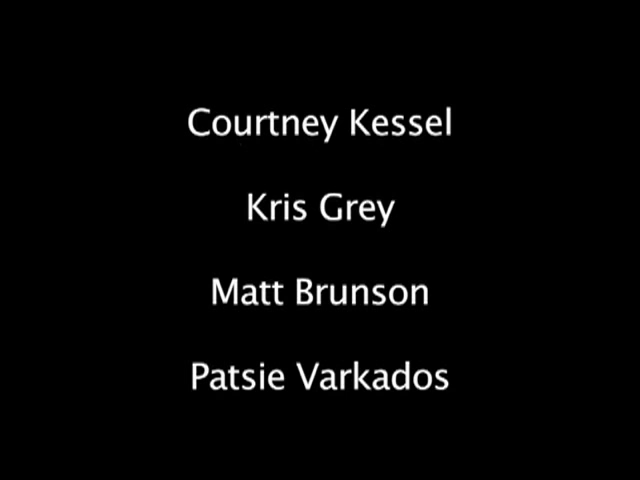 Courtney Kessel
Kris Grey
Matt Brunson
Patsie Varkados